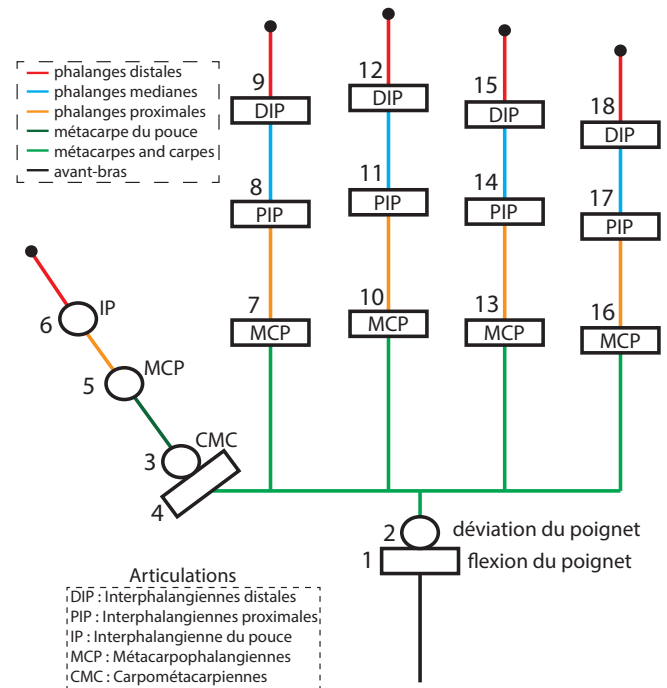 phalanges distales
phalanges medianes
phalanges proximales
métacarpe du pouce
métacarpes and carpes
avant-bras
9
DIP
12
DIP
15
DIP
18
DIP
8
PIP
11
PIP
14
PIP
17
PIP
7
MCP
10
MCP
13
MCP
16
MCP
IP
6
MCP
5
CMC
3
4
2
déviation du poignet
1
flexion du poignet
Articulations
DIP : Interphalangiennes distales
PIP : Interphalangiennes proximales
IP : Interphalangienne du pouce
MCP : Métacarpophalangiennes
CMC : Carpométacarpiennes